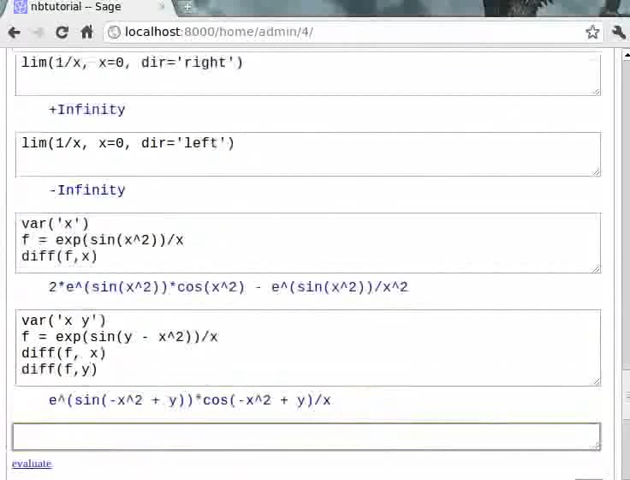 nbtutorial -- Sage
localhost:8000/home/admin/4/
lim(1/x, x=0, dir='right')
+Infinity
lim(1/x, x=0, dir='left')
-Infinity
var('x')
f = exp(sin(x^2))/x
diff(f,x)
2*e^(sin(x^2))*cos(x^2) - e^(sin(x^2))/x^2
var('x y')
f = exp(sin(y - x^2))/x
diff(f, x)
diff(f,y)
e^(sin(-x^2 + y))*cos(-x^2 + y)/x
evaluate